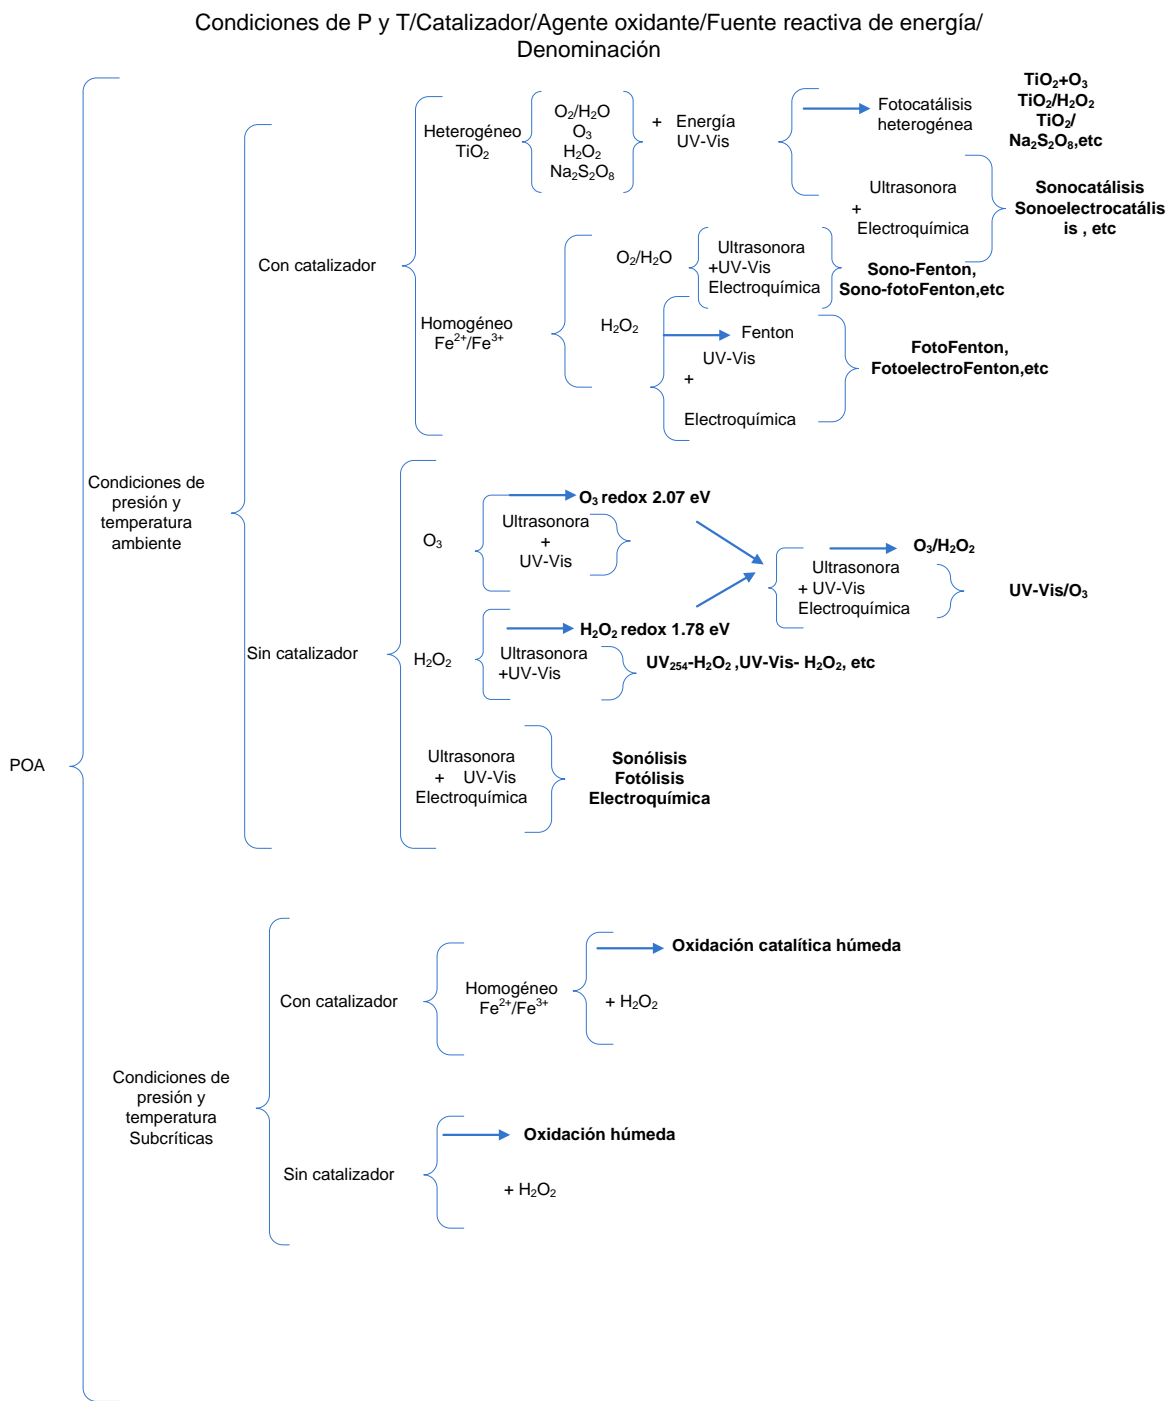 Condiciones de P y T/Catalizador/Agente oxidante/Fuente reactiva de energía/
Denominación
POA
Condiciones de
presión y
temperatura
ambiente
Con catalizador
Heterogéneo
TiO₂
O₂/H₂O
O₃
H₂O₂
Na₂S₂O₈
+ Energía
UV-Vis
Fotocatálisis
heterogénea
TiO₂+O₃
TiO₂/H₂O₂
TiO₂/
Na₂S₂O₈,etc
Ultrasonora
+
Electroquímica
Sonocatálisis
Sonoelectrocatális
is , etc
Homogéneo
Fe²⁺/Fe³⁺
O₂/H₂O
Ultrasonora
+UV-Vis
Electroquímica
Sono-Fenton,
Sono-fotoFenton,etc
H₂O₂
Fenton
UV-Vis
+
Electroquímica
FotoFenton,
FotoelectroFenton,etc
Sin catalizador
O₃
O₃ redox 2.07 eV
Ultrasonora
+
UV-Vis
H₂O₂
H₂O₂ redox 1.78 eV
Ultrasonora
+UV-Vis
UV₂₅₄-H₂O₂ ,UV-Vis- H₂O₂, etc
O₃/H₂O₂
Ultrasonora
+ UV-Vis
Electroquímica
UV-Vis/O₃
Ultrasonora
+ UV-Vis
Electroquímica
Sonólisis
Fotólisis
Electroquímica
Condiciones de
presión y
temperatura
Subcríticas
Con catalizador
Homogéneo
Fe²⁺/Fe³⁺
Oxidación catalítica húmeda
+ H₂O₂
Sin catalizador
Oxidación húmeda
+ H₂O₂